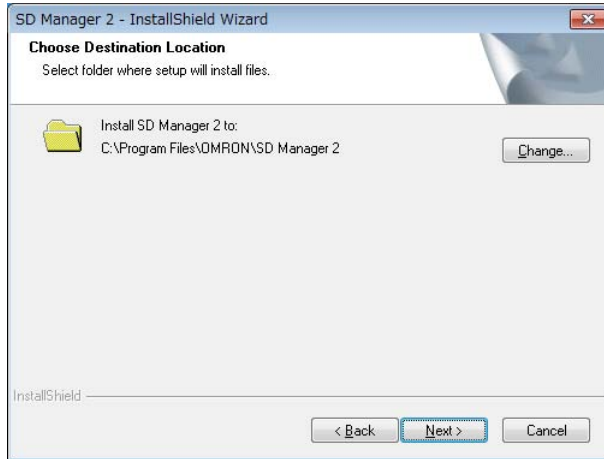 SD Manager 2 - InstallShield Wizard
Choose Destination Location
Select folder where setup will install files.
Install SD Manager 2 to:
C:\Program Files\OMRON\SD Manager 2
Change...
InstallShield
< Back
Next >
Cancel